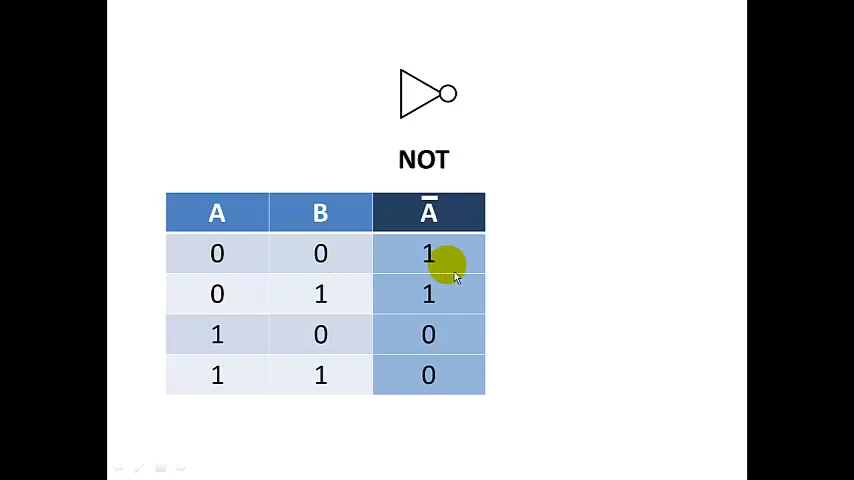 NOT
A B A̅
0 0 1
0 1 1
1 0 0
1 1 0